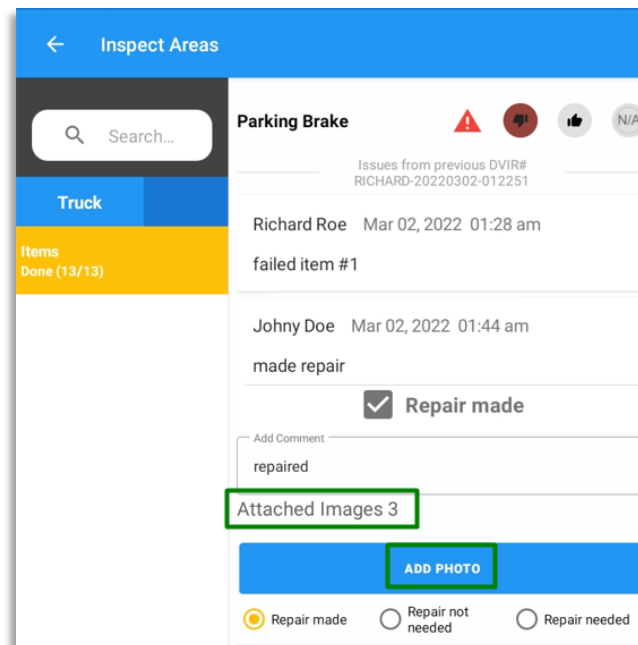 Inspect Areas
Search...
Truck
Items
Done (13/13)
Parking Brake
N/A
Issues from previous DVIR#
RICHARD-20220302-012251
Richard Roe Mar 02, 2022 01:28 am
failed item #1
Johny Doe Mar 02, 2022 01:44 am
made repair
Repair made
Add Comment
repaired
Attached Images 3
ADD PHOTO
Repair made
Repair not
needed
Repair needed